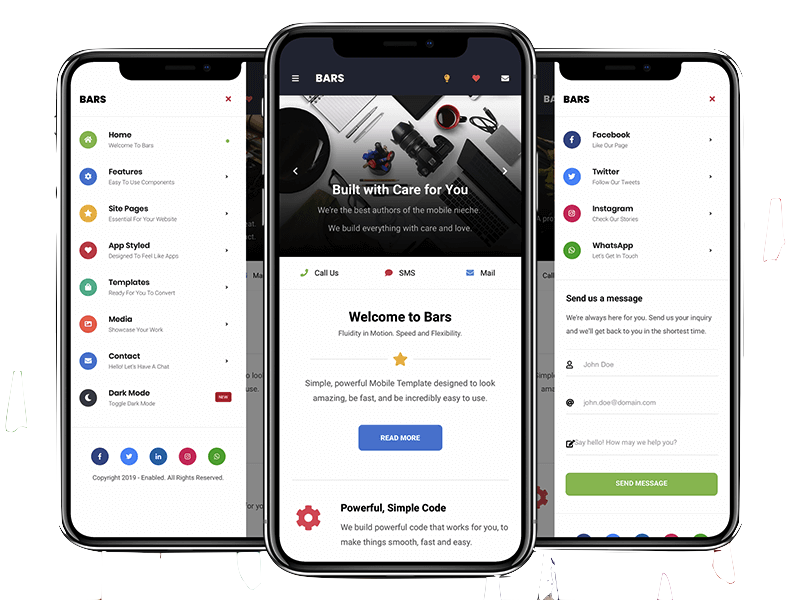 BARS
Home
Welcome To Bars
Features
Easy To Use Components
Site Pages
Essential For Your Website
App Styled
Designed To Feel Like Apps
Templates
Ready For You To Convert
Media
Showcase Your Work
Contact
Hello! Let's Have A Chat
Dark Mode
Toggle Dark Mode
NEW
Copyright 2019 - Enabled. All Rights Reserved.
BARS
Built with Care for You
We're the best authors of the mobile nieche.
We build everything with care and love.
Call Us
SMS
Mail
Welcome to Bars
Fluidity in Motion. Speed and Flexibility.
Simple, powerful Mobile Template designed to look
amazing, be fast, and be incredibly easy to use.
READ MORE
Powerful, Simple Code
We build powerful code that works for you, to
make things smooth, fast and easy.
BARS
Facebook
Like Our Page
Twitter
Follow Our Tweets
Instagram
Check Our Stories
WhatsApp
Let's Get In Touch
Send us a message
We're always here for you. Send us your inquiry
and we'll get back to you in the shortest time.
John Doe
john.doe@domain.com
Say hello! How may we help you?
SEND MESSAGE